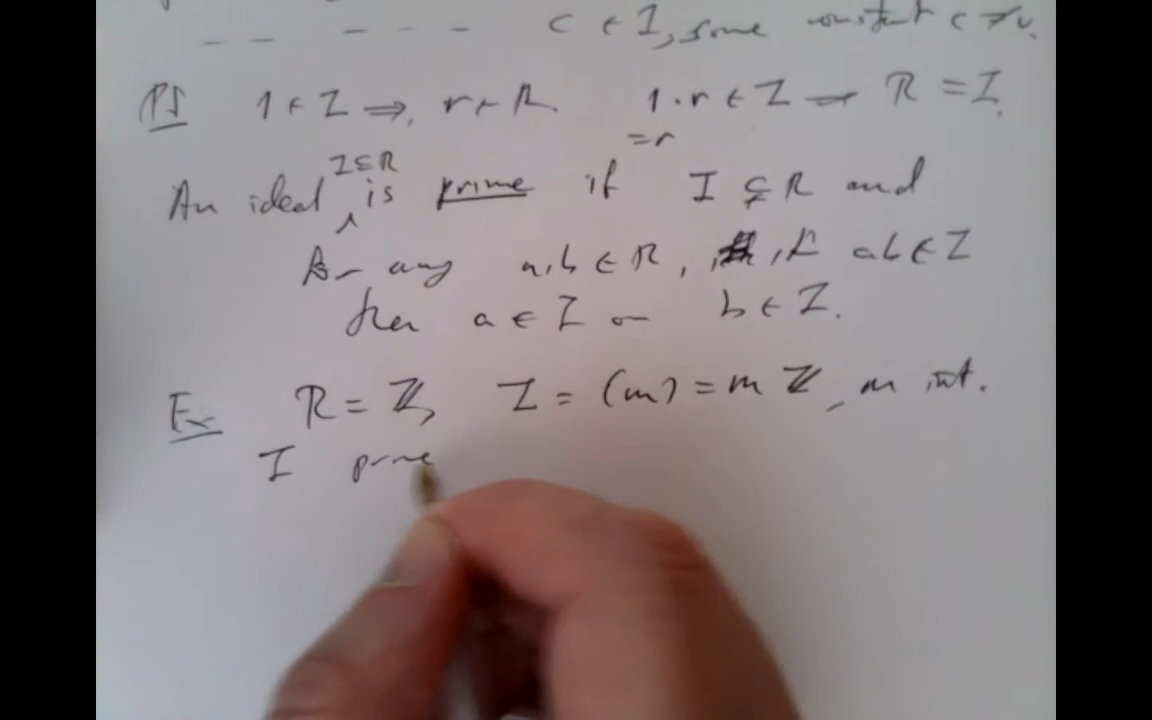 – – – – – c ∈ I, some constant c ≠ 0.
Pf 1 ∈ I ⇒, r ∈ R. 1·r ∈ I → R = I.
= r
I ⊆ R
An ideal ∧ is prime if I ⊊ R and
for any a, b ∈ R, if ab ∈ I
then a ∈ I or b ∈ I.
Ex R = ℤ, I = (m) = mℤ, m int.
I prime